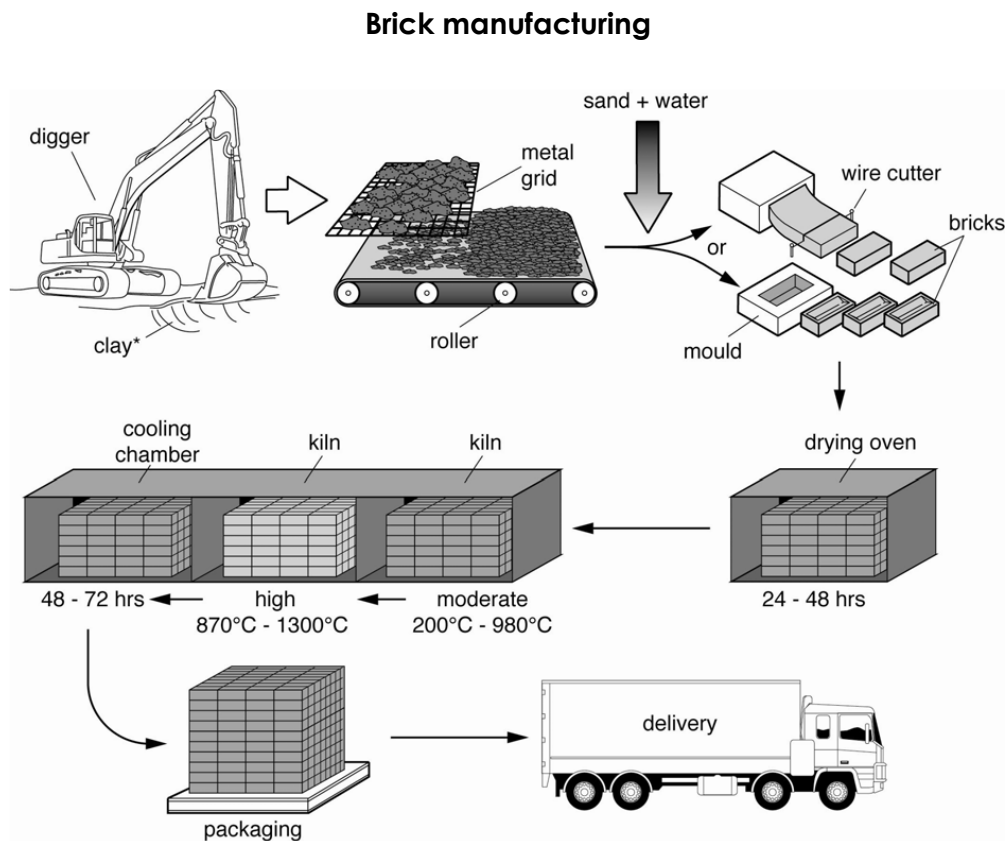 Brick manufacturing
digger
clay*
metal
grid
roller
sand + water
or
wire cutter
bricks
mould
drying oven
24 - 48 hrs
kiln
moderate
200°C - 980°C
kiln
high
870°C - 1300°C
cooling
chamber
48 - 72 hrs
packaging
delivery